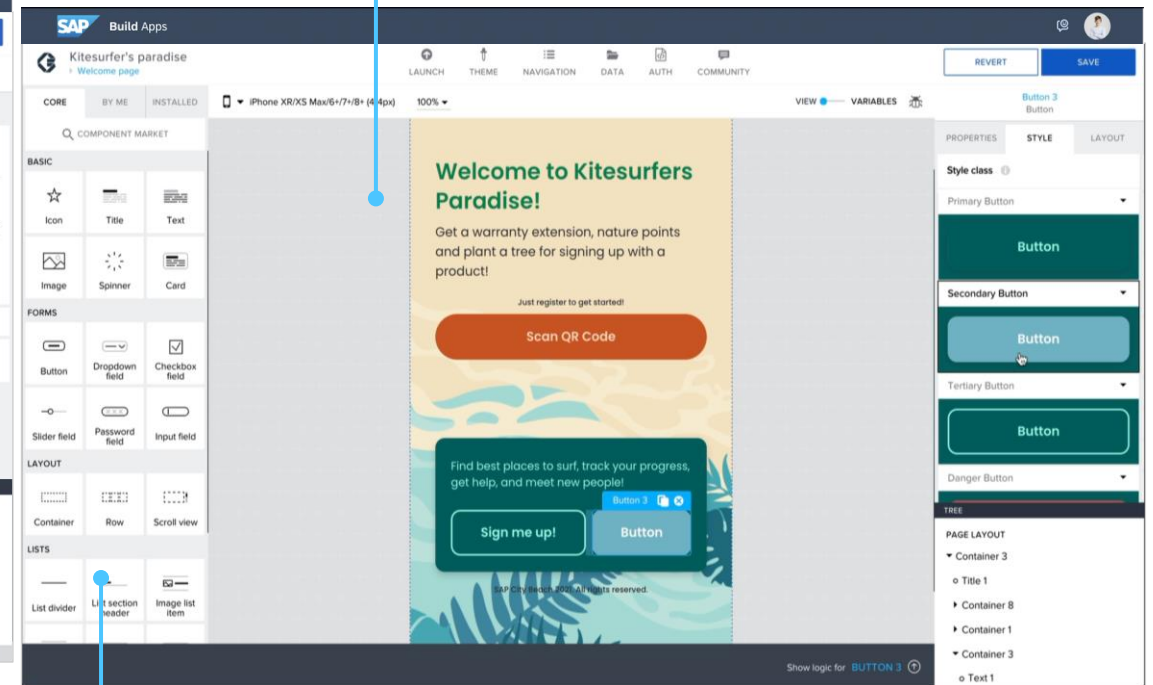 SAP Build Apps
Kitesurfer's paradise
Welcome page
LAUNCH THEME NAVIGATION DATA AUTH COMMUNITY
REVERT SAVE
CORE BY ME INSTALLED
iPhone XR/XS Max/6+/7+/8+ 100%
VIEW VARIABLES
Button 3
Button
COMPONENT MARKET
PROPERTIES STYLE LAYOUT
BASIC
Icon Title Text
Image Spinner Card
FORMS
Button Dropdown field Checkbox field
Slider field Password field Input field
LAYOUT
Container Row Scroll view
LISTS
List divider List section header Image list item
Welcome to Kitesurfers
Paradise!
Get a warranty extension, nature points
and plant a tree for signing up with a
product!
Just register to get started!
Scan QR Code
Find best places to surf, track your progress,
get help, and meet new people!
Button 3
Sign me up! Button
SAP City Beach 2021. All rights reserved.
Show logic for BUTTON 3
Style class
Primary Button
Button
Secondary Button
Button
Tertiary Button
Button
Danger Button
TREE
PAGE LAYOUT
Container 3
Title 1
Container 8
Container 1
Container 3
Text 1